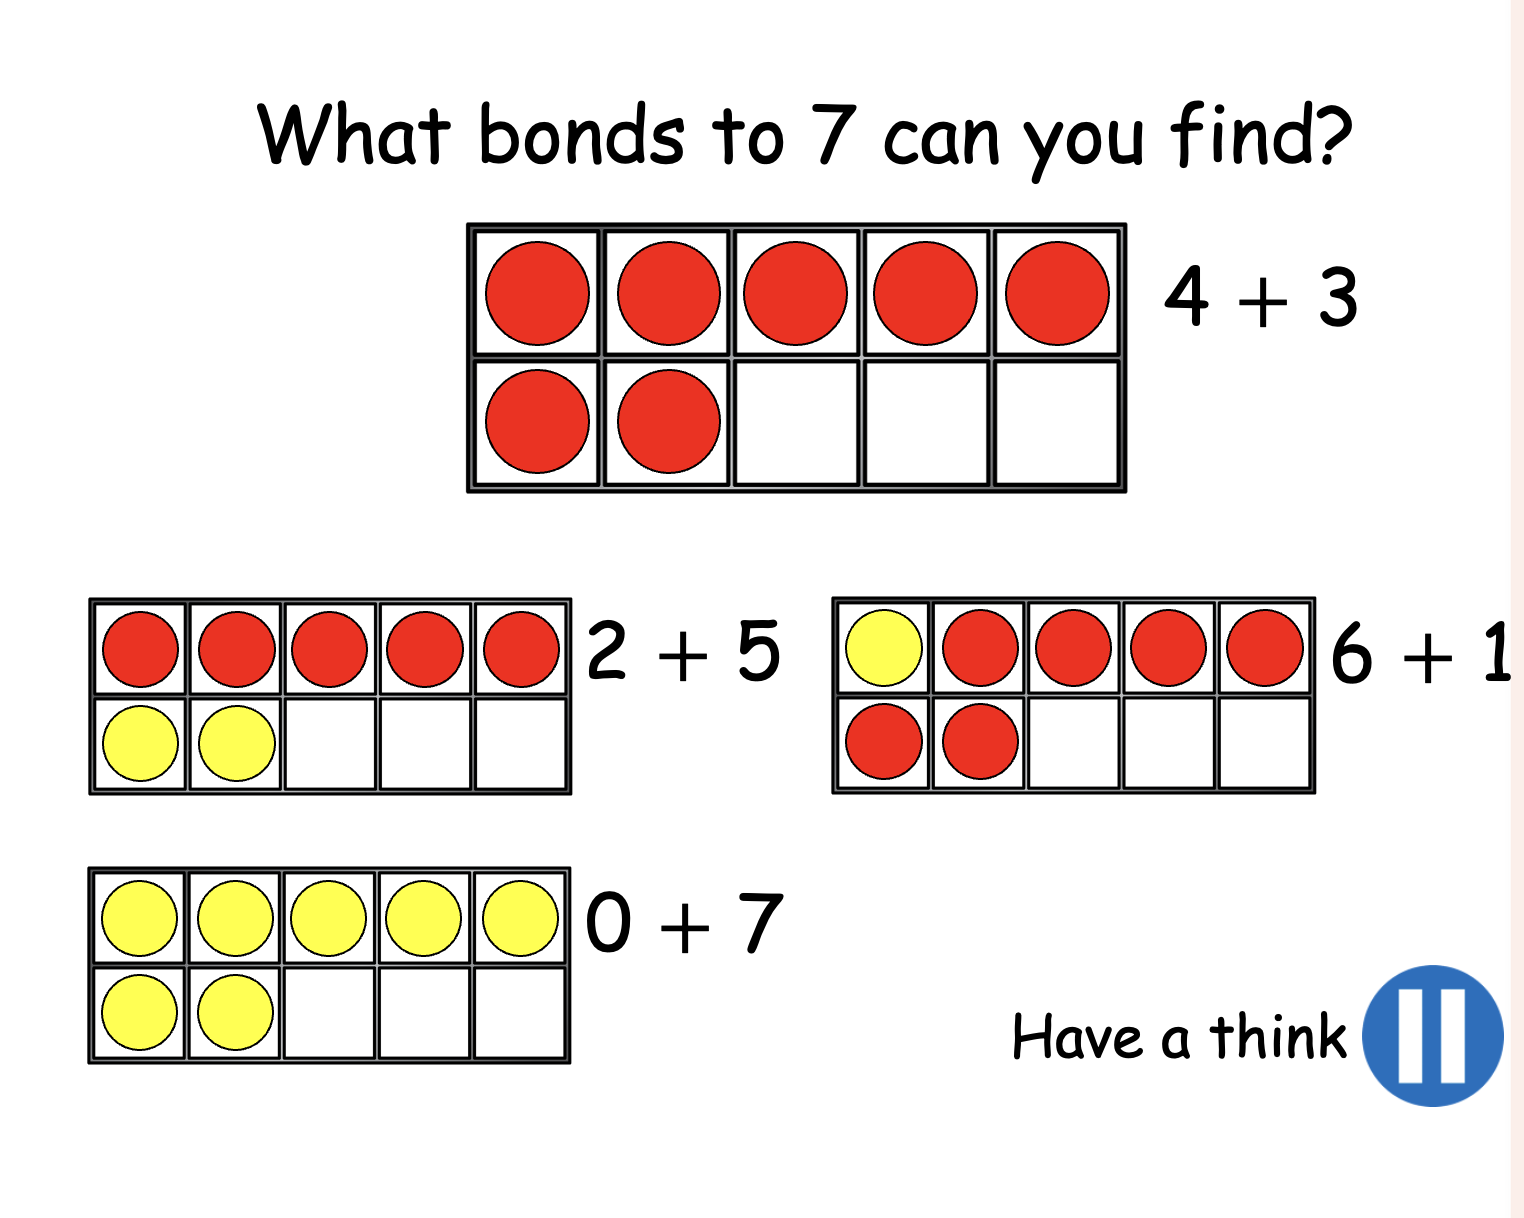 What bonds to 7 can you find?
4 + 3
2 + 5
6 + 1
0 + 7
Have a think